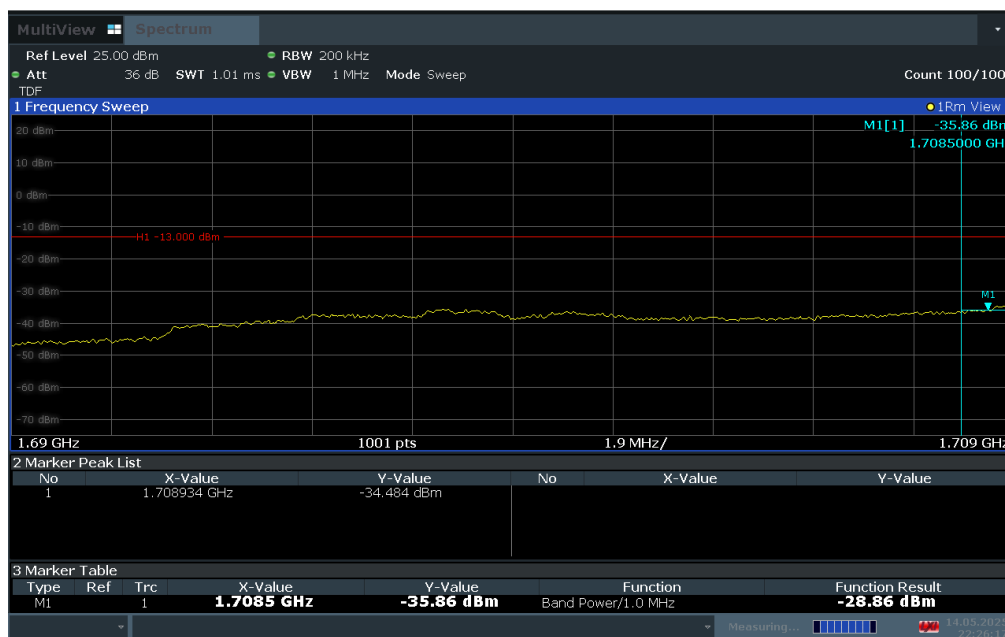 MultiView Spectrum
Ref Level 25.00 dBm RBW 200 kHz
Att 36 dB SWT 1.01 ms VBW 1 MHz Mode Sweep Count 100/100
TDF
1 Frequency Sweep 1Rm View
M1[1] -35.86 dBm
1.7085000 GH
20 dBm
10 dBm
0 dBm
-10 dBm
H1 -13.000 dBm
-20 dBm
-30 dBm
M1
-40 dBm
-50 dBm
-60 dBm
-70 dBm
1.69 GHz 1001 pts 1.9 MHz/ 1.709 GHz
2 Marker Peak List
No X-Value Y-Value No X-Value Y-Value
1 1.708934 GHz -34.484 dBm
3 Marker Table
Type Ref Trc X-Value Y-Value Function Function Result
M1 1 1.7085 GHz -35.86 dBm Band Power/1.0 MHz -28.86 dBm
Measuring...